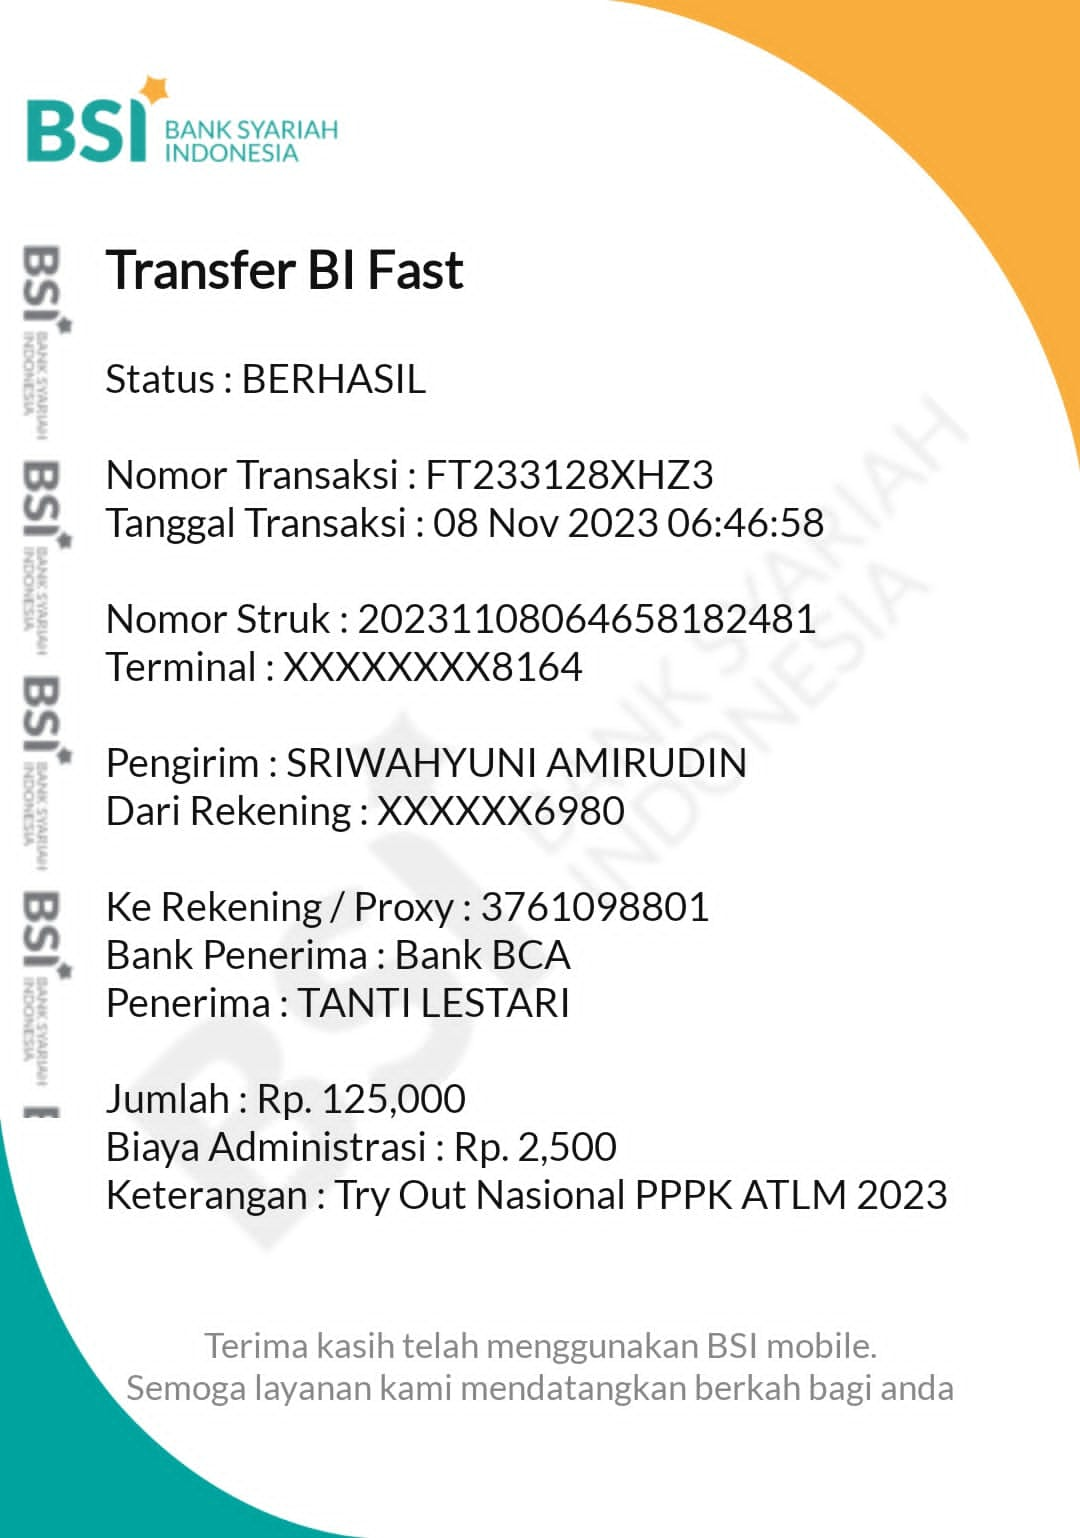 BSI BANK SYARIAH
INDONESIA
Transfer BI Fast
Status : BERHASIL
Nomor Transaksi : FT233128XHZ3
Tanggal Transaksi : 08 Nov 2023 06:46:58
Nomor Struk : 20231108064658182481
Terminal : XXXXXXXX8164
Pengirim : SRIWAHYUNI AMIRUDIN
Dari Rekening : XXXXXX6980
Ke Rekening / Proxy : 3761098801
Bank Penerima : Bank BCA
Penerima : TANTI LESTARI
Jumlah : Rp. 125,000
Biaya Administrasi : Rp. 2,500
Keterangan : Try Out Nasional PPPK ATLM 2023
Terima kasih telah menggunakan BSI mobile.
Semoga layanan kami mendatangkan berkah bagi anda
BSI BANK SYARIAH
INDONESIA
BSI BANK SYARIAH
INDONESIA
BSI BANK SYARIAH
INDONESIA
BSI BANK SYARIAH
INDONESIA
BSI BANK SYARIAH
INDONESIA